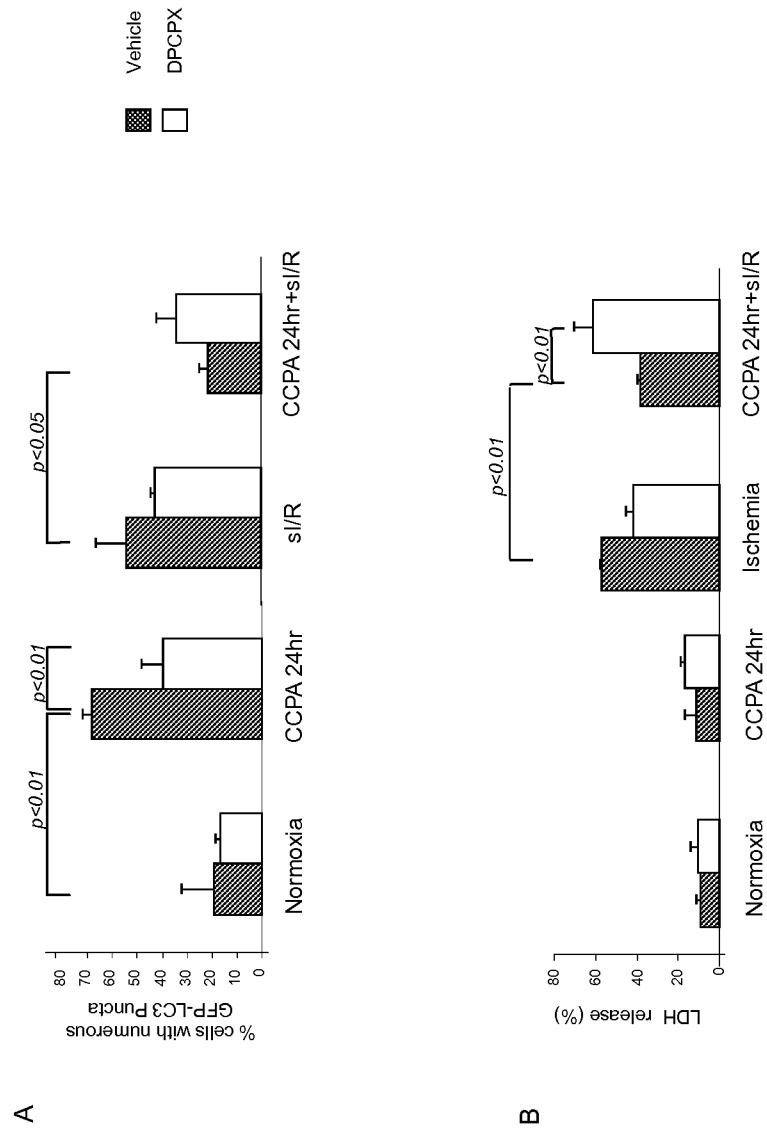 A
Vehicle
DPCPX
% cells with numerous
GFP-LC3 Puncta
80
70
60
50
40
30
20
10
0
p<0.01
p<0.01
p<0.05
Normoxia
CCPA 24hr
sI/R
CCPA 24hr+sI/R
B
LDH release (%)
80
60
40
20
0
p<0.01
p<0.01
Normoxia
CCPA 24hr
Ischemia
CCPA 24hr+sI/R